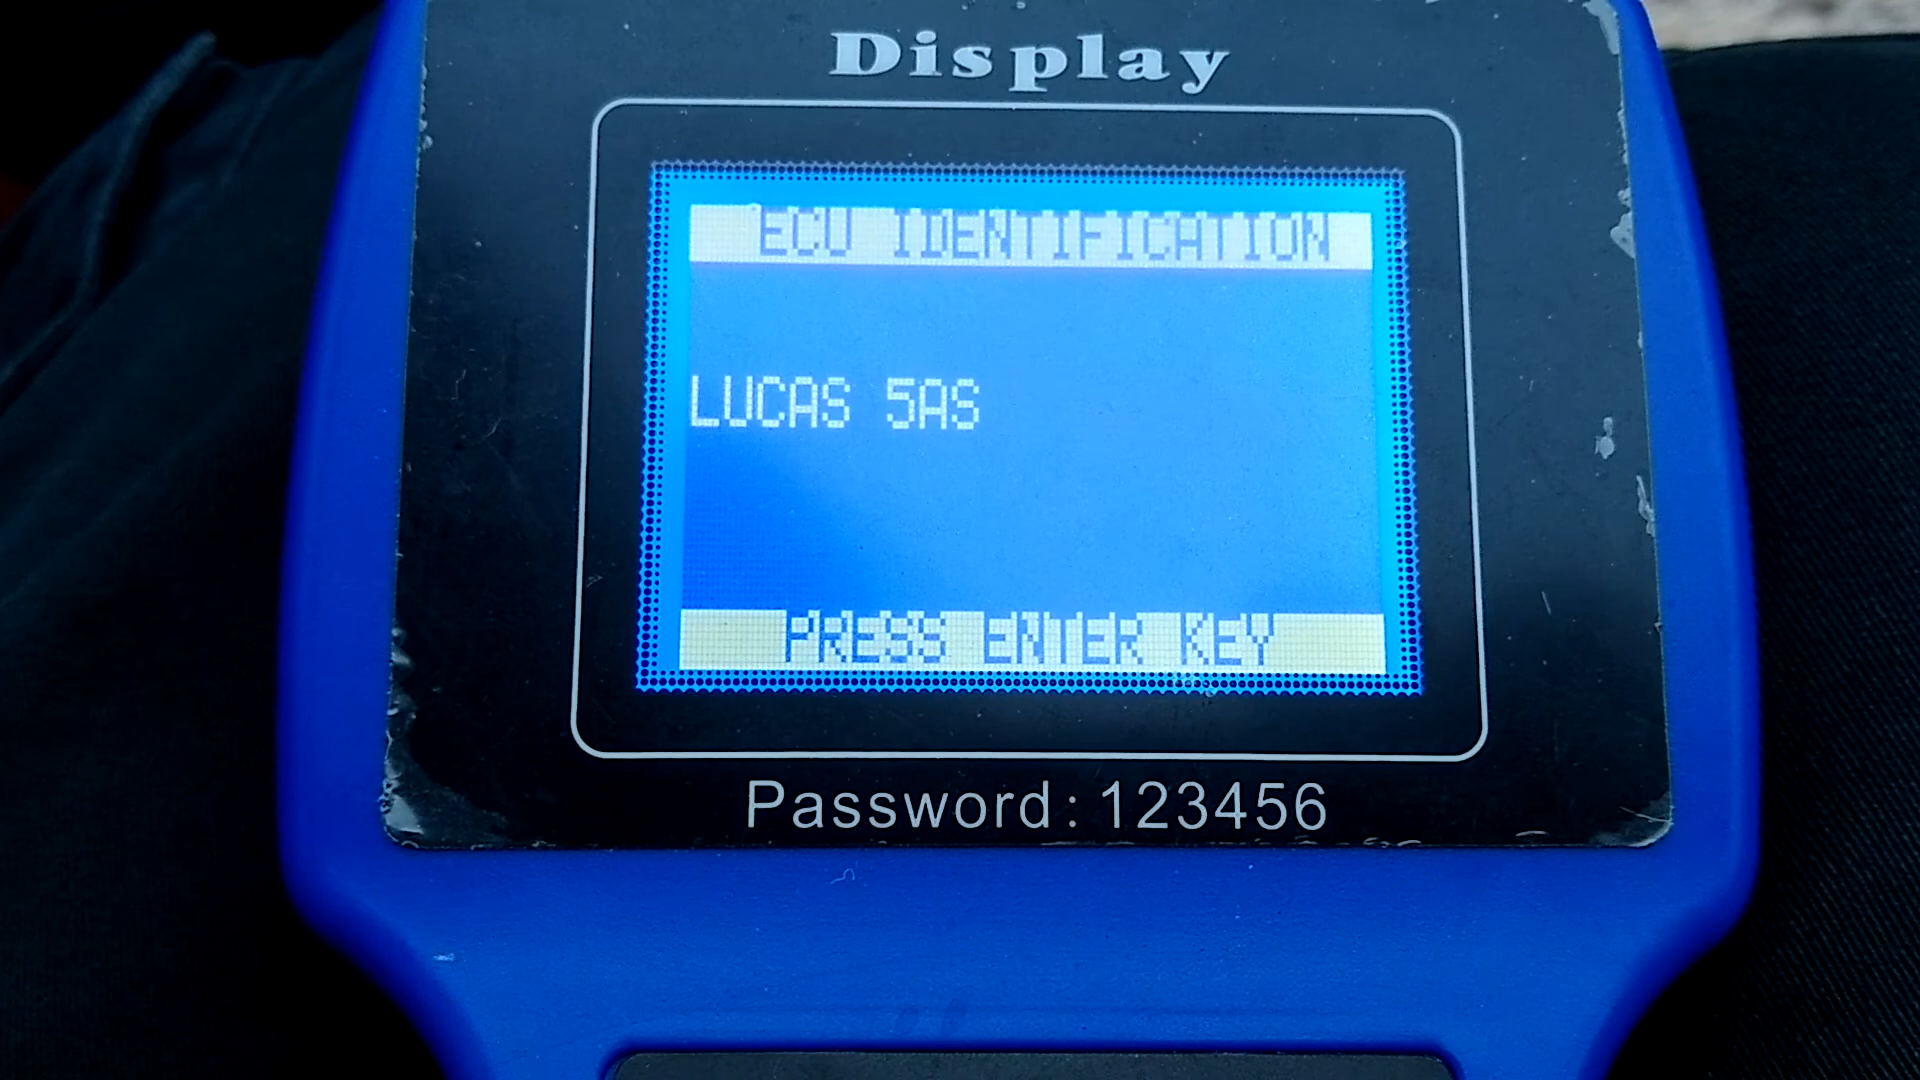 Display
ECU IDENTIFICATION
LUCAS 5AS
PRESS ENTER KEY
Password: 123456